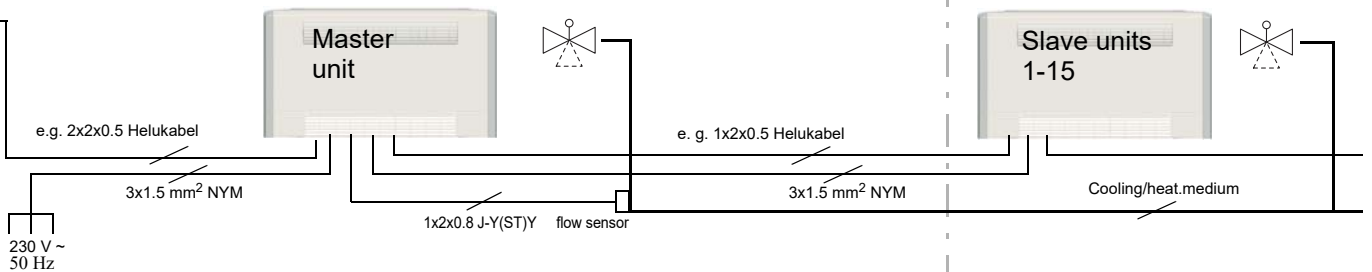 Master
unit
Slave units
1-15
e.g. 2x2x0.5 Helukabel
e. g. 1x2x0.5 Helukabel
3x1.5 mm² NYM
3x1.5 mm² NYM
Cooling/heat.medium
1x2x0.8 J-Y(ST)Y
flow sensor
230 V ~
50 Hz